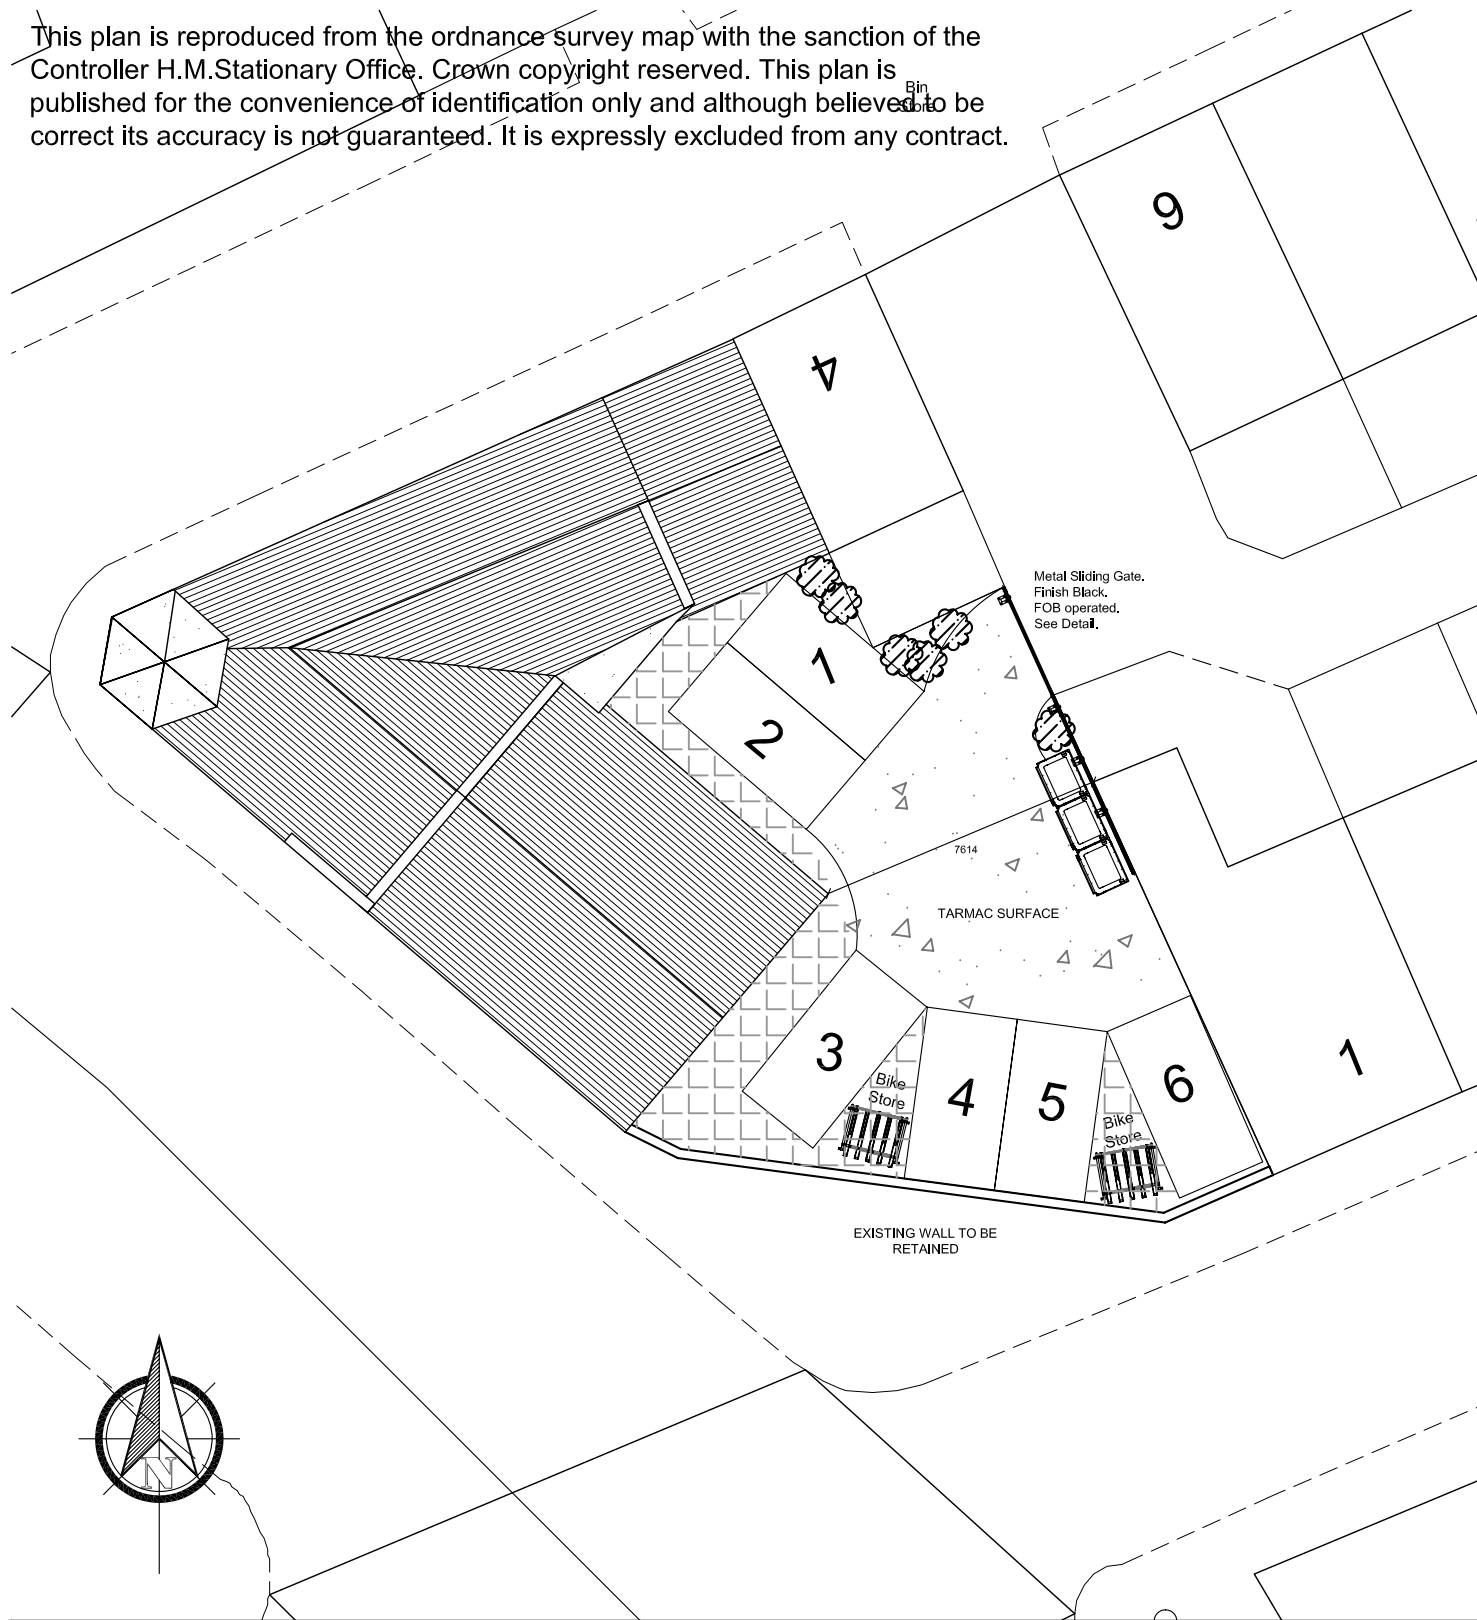 This plan is reproduced from the ordnance survey map with the sanction of the
Controller H.M.Stationary Office. Crown copyright reserved. This plan is
published for the convenience of identification only and although believed to be
correct its accuracy is not guaranteed. It is expressly excluded from any contract.
Bin
Store
6
4
Metal Sliding Gate.
Finish Black.
FOB operated.
See Detail.
1
2
7614
TARMAC SURFACE
3
Bike
Store
4
5
Bike
Store
6
1
EXISTING WALL TO BE
RETAINED
N